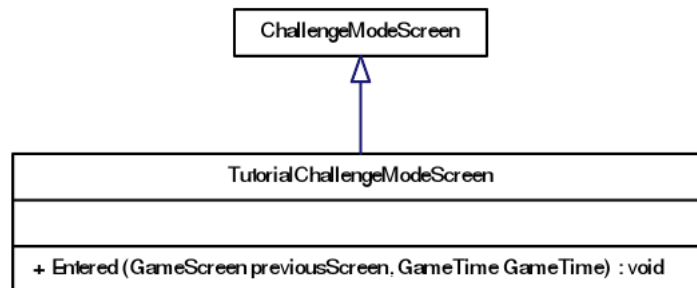 ChallengeModeScreen
TutorialChallengeModeScreen
+ Entered (GameScreen previousScreen, GameTime GameTime) : void